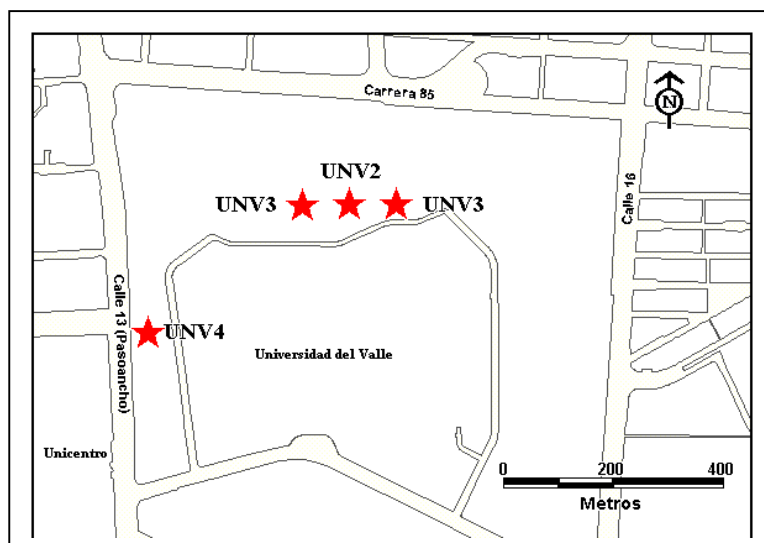 Carrera 85
N
UNV2
UNV3
UNV3
Calle 16
Calle 13 (Pasoancho)
UNV4
Universidad del Valle
Unicentro
0 200 400
Metros